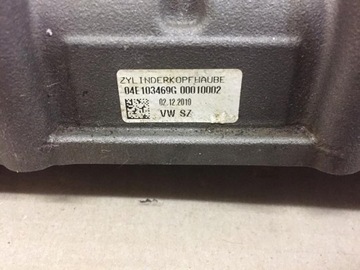 ZYLINDERKOPFHAUBE
04E103469G 00010002
02.12.2010
VW SZ